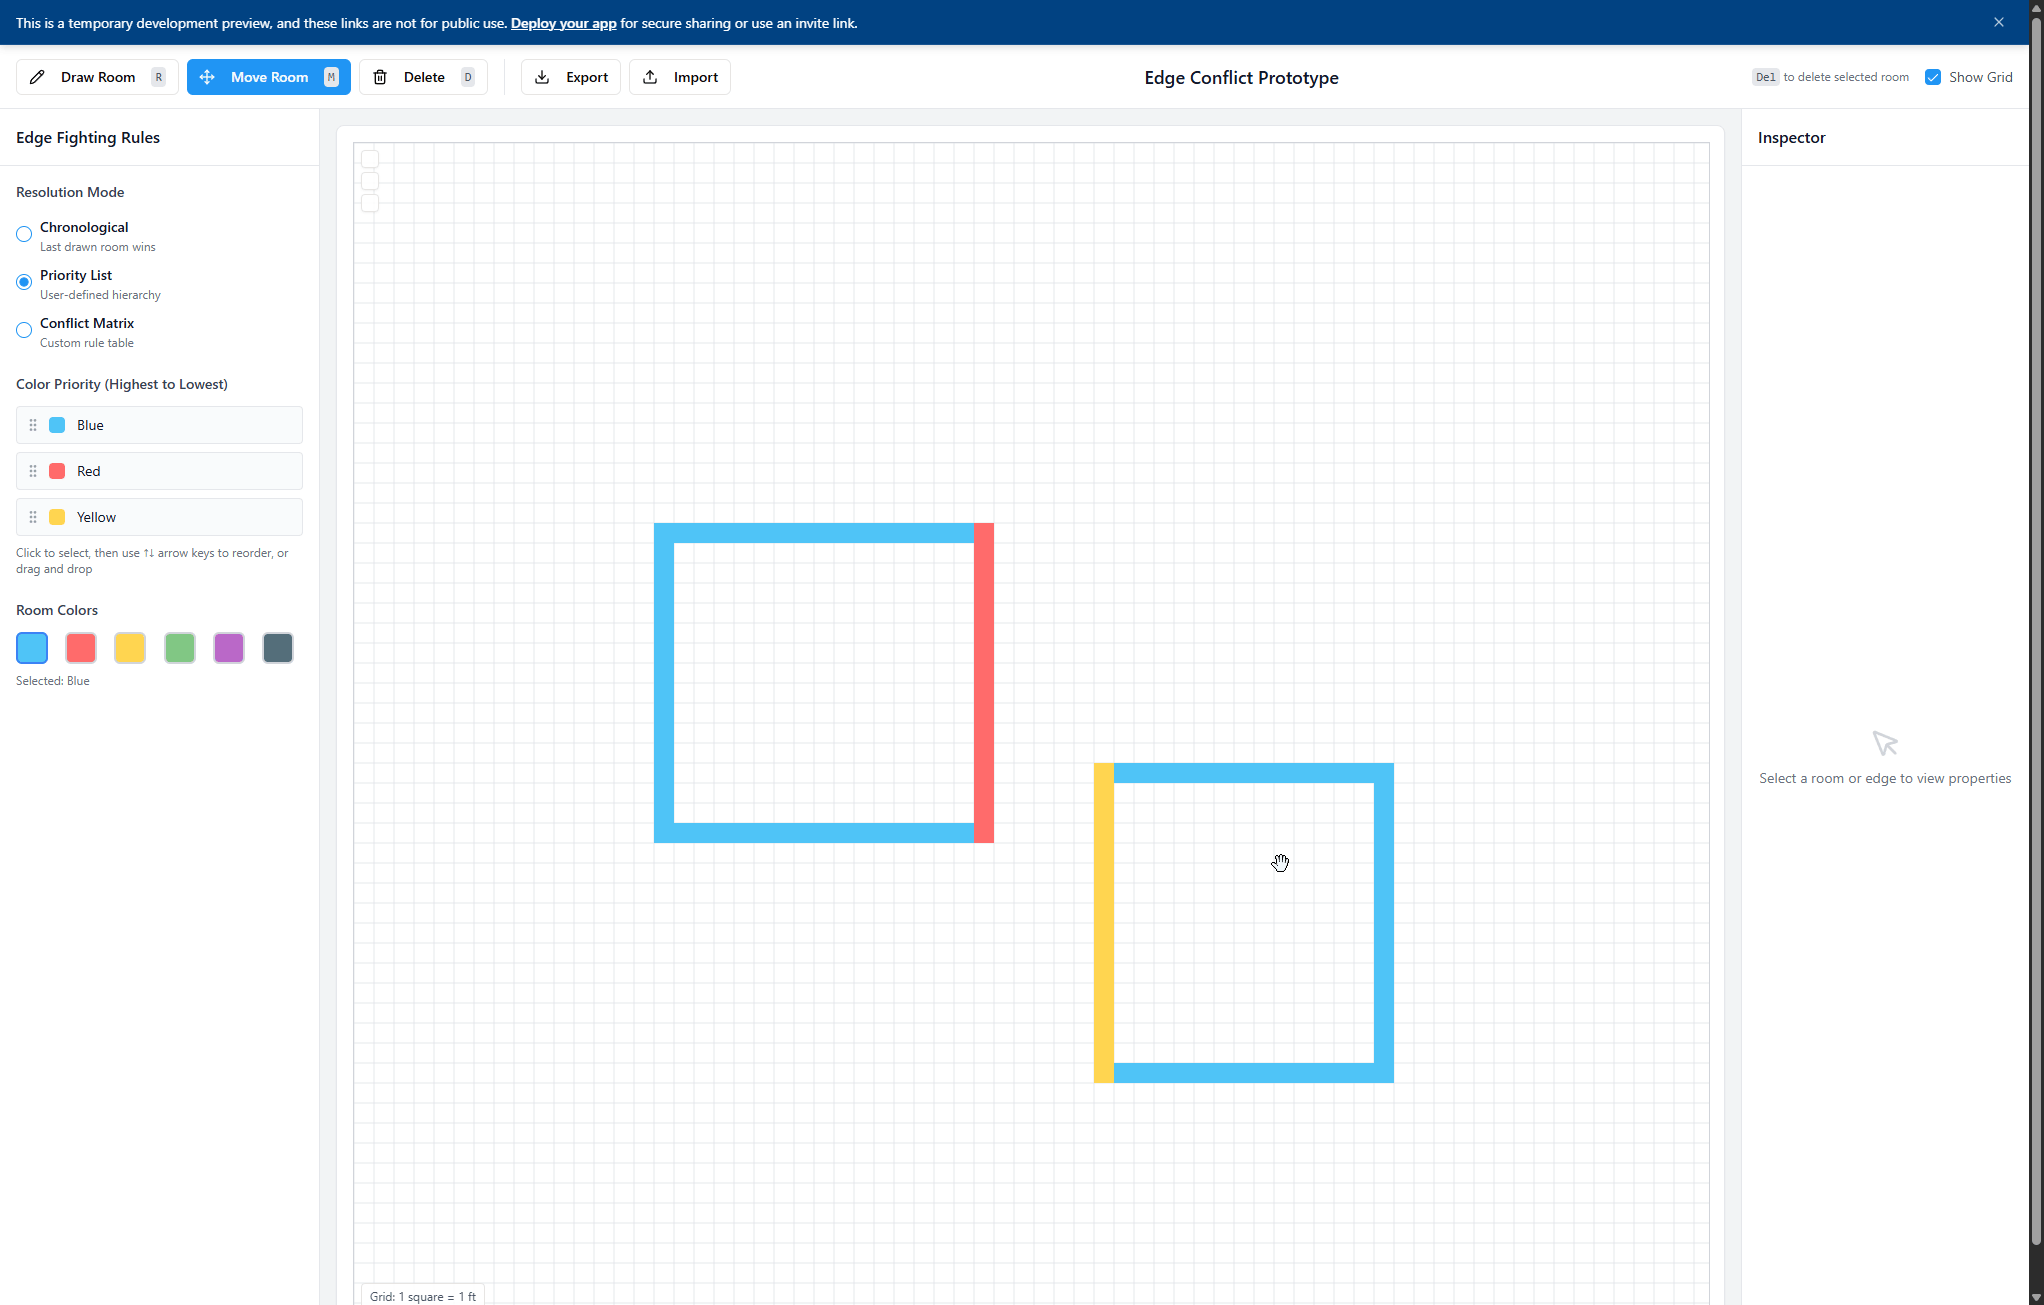 This is a temporary development preview, and these links are not for public use. Deploy your app for secure sharing or use an invite link.
Draw Room R
Move Room M
Delete D
Export
Import
Edge Conflict Prototype
Del to delete selected room
Show Grid
Edge Fighting Rules
Resolution Mode
Chronological
Last drawn room wins
Priority List
User-defined hierarchy
Conflict Matrix
Custom rule table
Color Priority (Highest to Lowest)
Blue
Red
Yellow
Click to select, then use ↑↓ arrow keys to reorder, or
drag and drop
Room Colors
Selected: Blue
Grid: 1 square = 1 ft
Inspector
Select a room or edge to view properties